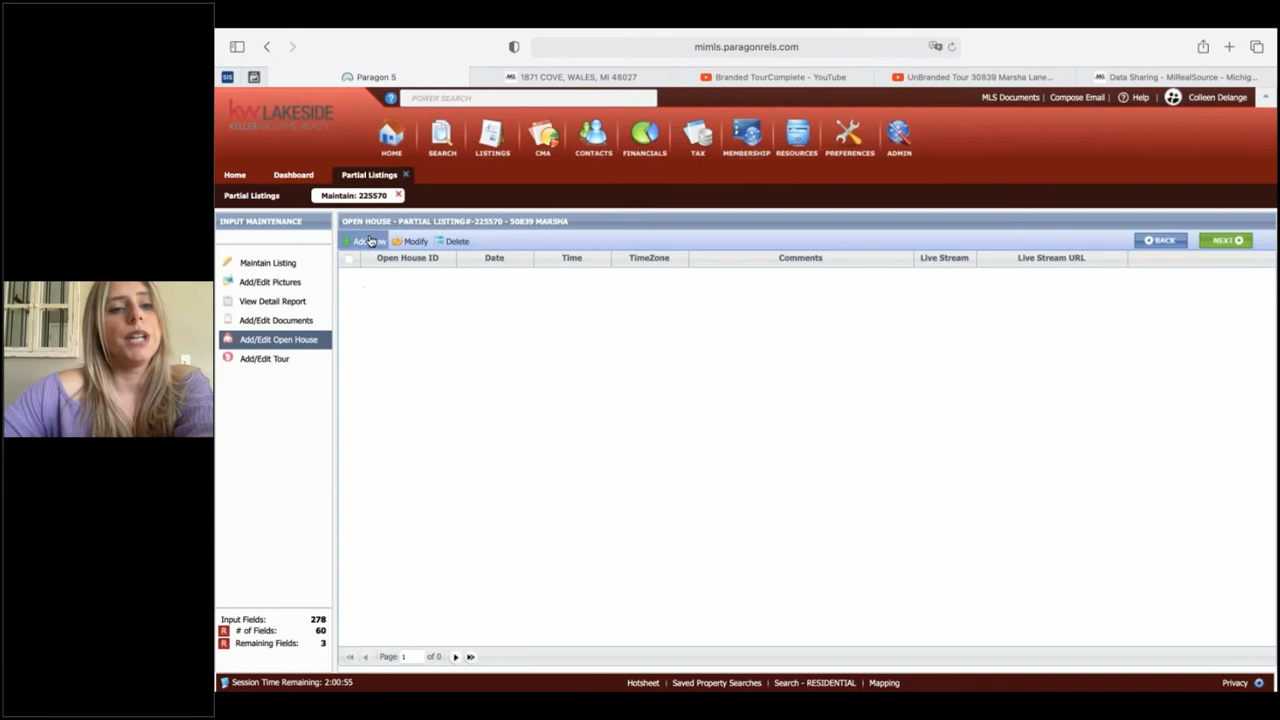 mimls.paragonrels.com
SIS
Paragon 5
1871 COVE, WALES, MI 48027
Branded TourComplete - YouTube
UnBranded Tour 30839 Marsha Lane...
Data Sharing - MiRealSource - Michig...
kw LAKESIDE
KELLERWILLIAMS REALTY
POWER SEARCH
MLS Documents
Compose Email
Help
Colleen Delange
HOME
SEARCH
LISTINGS
CMA
CONTACTS
FINANCIALS
TAX
MEMBERSHIP
RESOURCES
PREFERENCES
ADMIN
Home
Dashboard
Partial Listings
Partial Listings
Maintain: 225570
INPUT MAINTENANCE
OPEN HOUSE - PARTIAL LISTING#-225570 - 50839 MARSHA
Modify
Delete
BACK
NEXT
Open House ID
Date
Time
TimeZone
Comments
Live Stream
Live Stream URL
Maintain Listing
Add/Edit Pictures
View Detail Report
Add/Edit Documents
Add/Edit Open House
Add/Edit Tour
Input Fields: 278
R # of Fields: 60
R Remaining Fields: 3
Page 1 of 0
Session Time Remaining: 2:00:55
Hotsheet
Saved Property Searches
Search - RESIDENTIAL
Mapping
Privacy